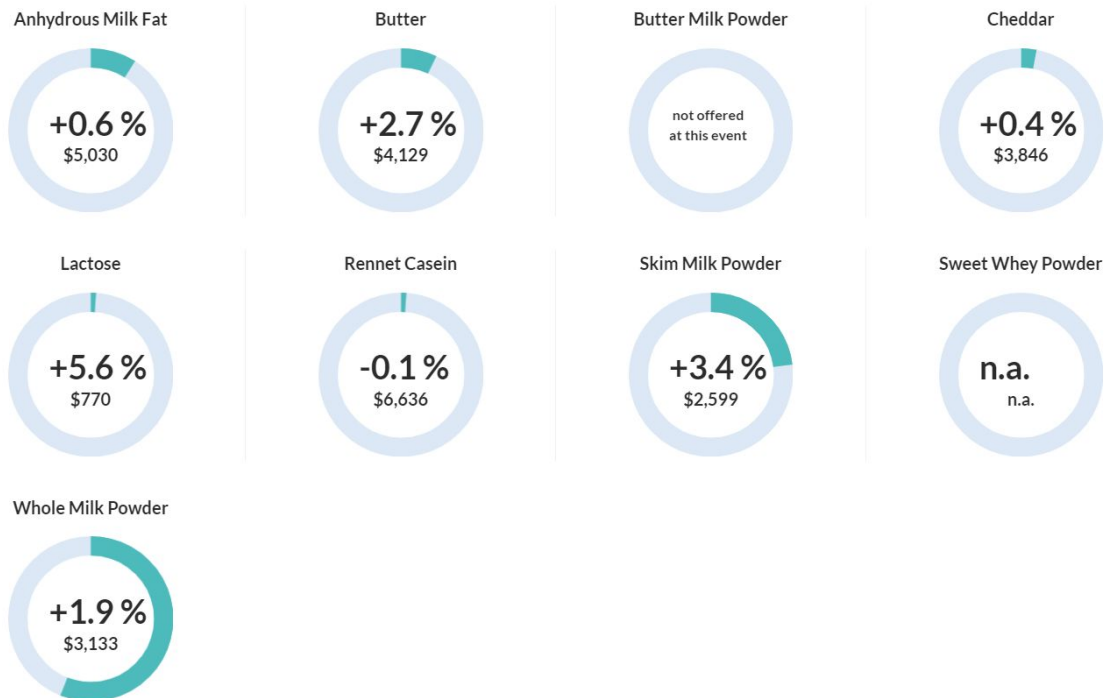 Anhydrous Milk Fat
+0.6 %
$5,030
Butter
+2.7 %
$4,129
Butter Milk Powder
not offered
at this event
Cheddar
+0.4 %
$3,846
Lactose
+5.6 %
$770
Rennet Casein
-0.1 %
$6,636
Skim Milk Powder
+3.4 %
$2,599
Sweet Whey Powder
n.a.
n.a.
Whole Milk Powder
+1.9 %
$3,133